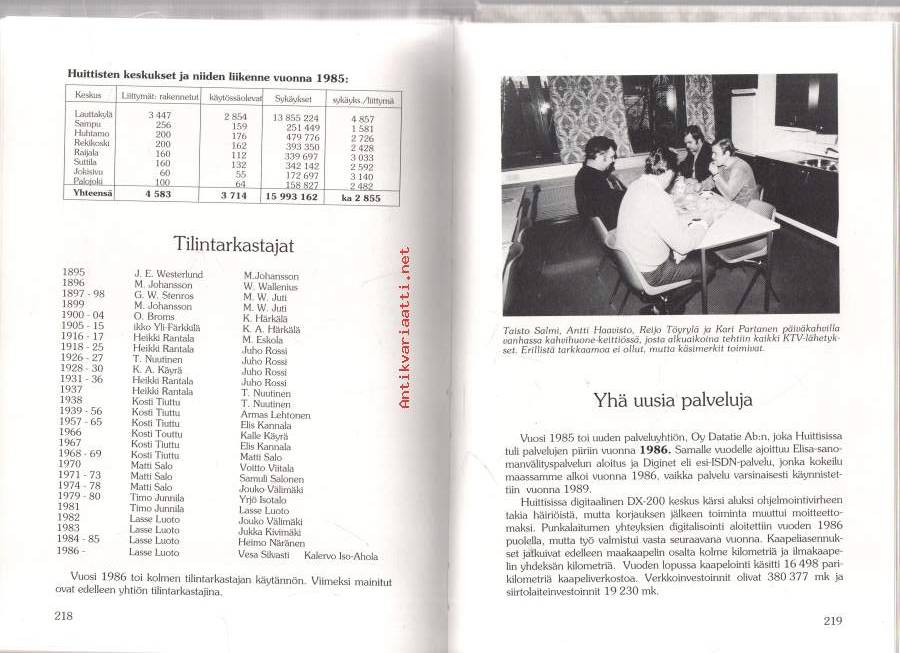 Huittisten keskukset ja niiden liikenne vuonna 1985:
Keskus Liittymät: rakennetut käytössäolevat Sykäykset sykäyks./liittymä
Lauttakylä 3 447 2 854 13 855 224 4 857
Sampu 256 159 251 449 1 581
Huhtamo 200 176 479 776 2 726
Rekikoski 200 162 393 350 2 428
Raijala 160 112 339 697 3 033
Suttila 160 132 342 142 2 592
Jokisivu 60 55 172 697 3 140
Palojoki 100 64 158 827 2 482
Yhteensä 4 583 3 714 15 993 162 ka 2 855
Tilintarkastajat
1895 J. E. Westerlund M.Johansson
1896 M. Johansson W. Wallenius
1897 - 98 G. W. Stenros M. W. Juti
1899 M. Johansson M. W. Juti
1900 - 04 O. Broms K. Härkälä
1905 - 15 ikko Yli-Färkkilä K. A. Härkälä
1916 - 17 Heikki Rantala M. Eskola
1918 - 25 Heikki Rantala Juho Rossi
1926 - 27 T. Nuutinen Juho Rossi
1928 - 30 K. A. Käyrä Juho Rossi
1931 - 36 Heikki Rantala Juho Rossi
1937 Heikki Rantala T. Nuutinen
1938 Kosti Tiuttu T. Nuutinen
1939 - 56 Kosti Tiuttu Armas Lehtonen
1957 - 65 Kosti Tiuttu Elis Kannala
1966 Kosti Touttu Kalle Käyrä
1967 Kosti Tiuttu Elis Kannala
1968 - 69 Kosti Tiuttu Matti Salo
1970 Matti Salo Voitto Viitala
1971 - 73 Matti Salo Samuli Salonen
1974 - 78 Matti Salo Jouko Välimäki
1979 - 80 Timo Junnila Yrjö Isotalo
1981 Timo Junnila Lasse Luoto
1982 Lasse Luoto Jouko Välimäki
1983 Lasse Luoto Jukka Kivimäki
1984 - 85 Lasse Luoto Heimo Näränen
1986 - Lasse Luoto Vesa Silvasti Kalervo Iso-Ahola
Vuosi 1986 toi kolmen tilintarkastajan käytännön. Viimeksi mainitut
ovat edelleen yhtiön tilintarkastajina.
218
Antikvariaatti.net
Taisto Salmi, Antti Haavisto, Reijo Töyrylä ja Kari Partanen päiväkahvilla
vanhassa kahvihuone-keittiössä, josta alkuaikoina tehtiin kaikki KTV-lähetyk-
set. Erillistä tarkkaamoa ei ollut, mutta käsimerkit toimivat.
Yhä uusia palveluja
Vuosi 1985 toi uuden palveluyhtiön, Oy Datatie Ab:n, joka Huittisissa
tuli palvelujen piiriin vuonna 1986. Samalle vuodelle ajoittuu Elisa-sano-
manvälityspalvelun aloitus ja Diginet eli esi-ISDN-palvelu, jonka kokeilu
maassamme alkoi vuonna 1986, vaikka palvelu varsinaisesti käynnistet-
tiin vuonna 1989.
Huittisissa digitaalinen DX-200 keskus kärsi aluksi ohjelmointivirheen
takia häiriöistä, mutta korjauksen jälkeen toiminta muuttui moitteetto-
maksi. Punkalaitumen yhteyksien digitalisointi aloitettiin vuoden 1986
puolella, mutta työ valmistui vasta seuraavana vuonna. Kaapeliasennuk-
set jatkuivat edelleen maakaapelin osalta kolme kilometriä ja ilmakaape-
lin yhdeksän kilometriä. Vuoden lopussa kaapelointi käsitti 16 498 pari-
kilometriä kaapeliverkostoa. Verkkoinvestoinnit olivat 380 377 mk ja
siirtolaiteinvestoinnit 19 230 mk.
219